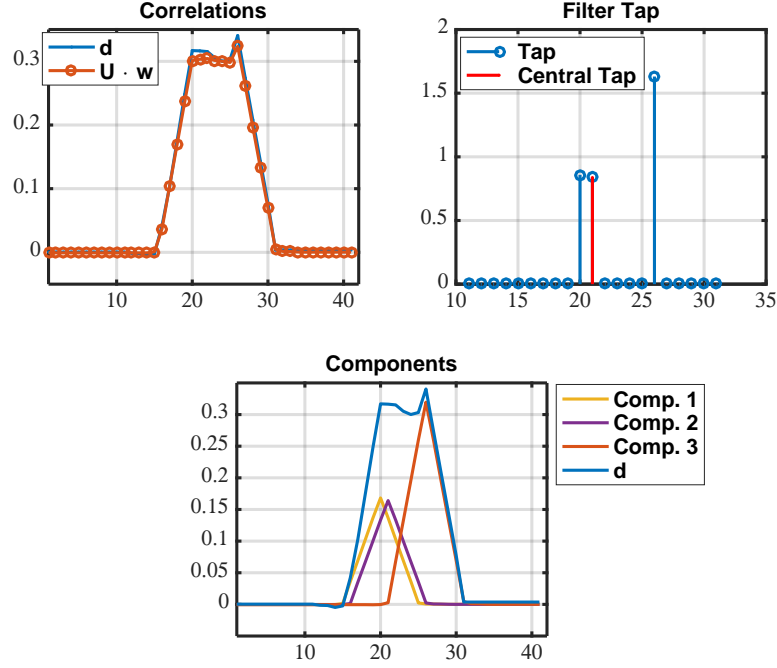 Correlations
d
U · w
0.3
0.2
0.1
0
10
20
30
40
Filter Tap
Tap
Central Tap
2
1.5
1
0.5
0
10
15
20
25
30
35
Components
0.3
0.25
0.2
0.15
0.1
0.05
0
10
20
30
40
Comp. 1
Comp. 2
Comp. 3
d